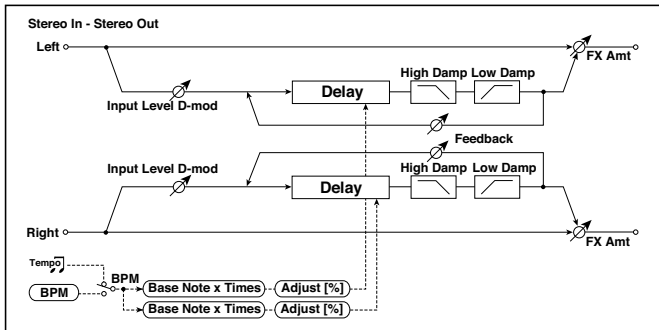 Stereo In - Stereo Out
Left
FX Amt
High Damp Low Damp
Delay
Input Level D-mod
Feedback
Input Level D-mod
High Damp Low Damp
Delay
Right
FX Amt
Tempo
BPM
BPM
Base Note x Times Adjust [%]
Base Note x Times Adjust [%]